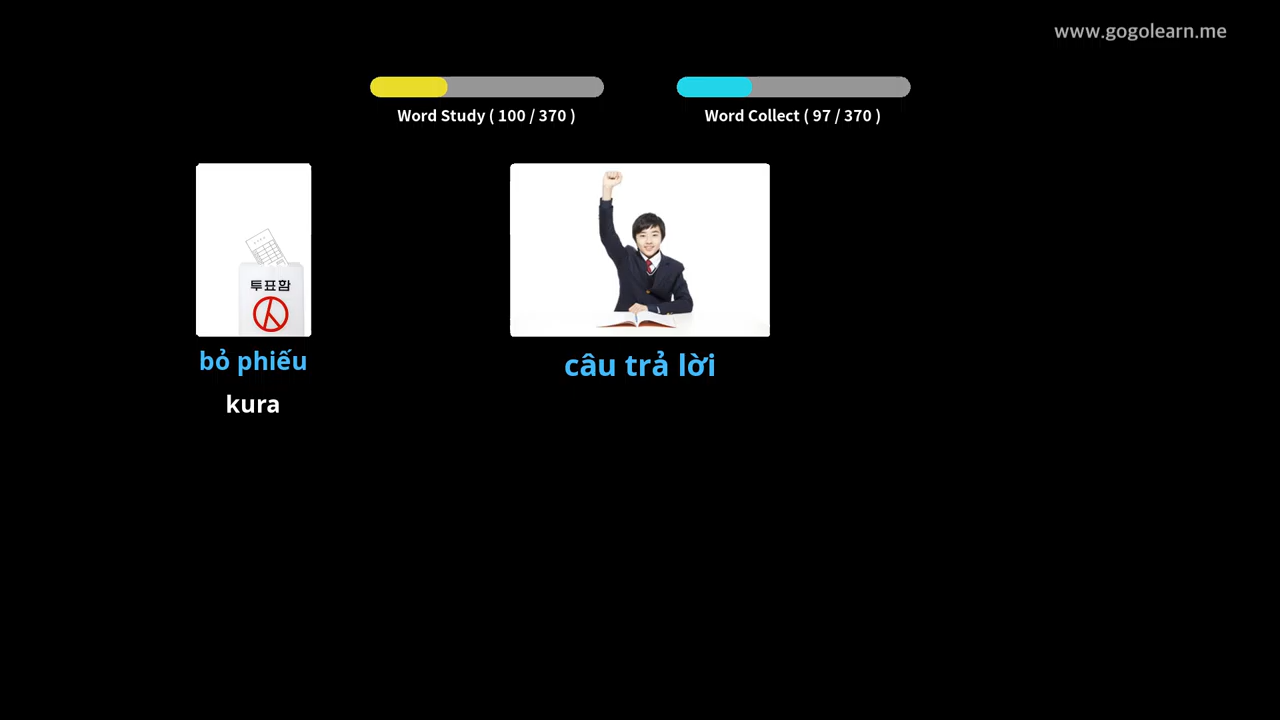 www.gogolearn.me
Word Study ( 100 / 370 )
Word Collect ( 97 / 370 )
투표함
bỏ phiếu
kura
câu trả lời